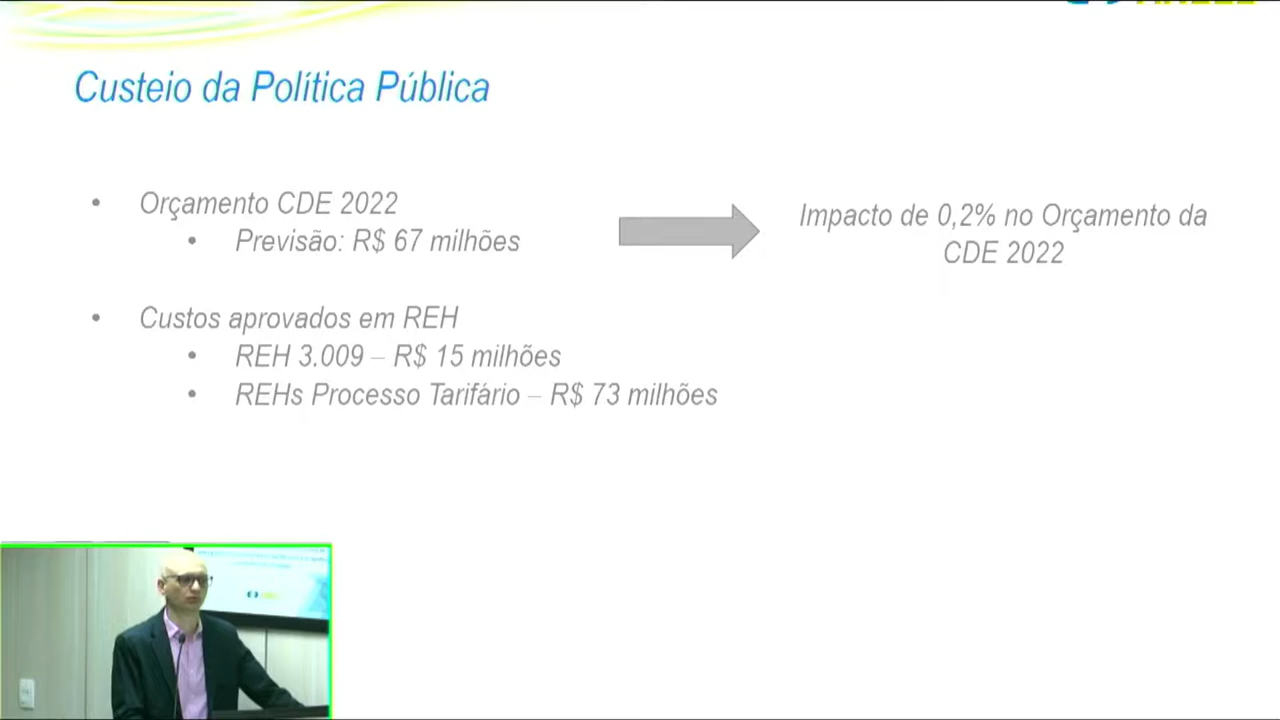 Custeio da Política Pública
• Orçamento CDE 2022
• Previsão: R$ 67 milhões
Impacto de 0,2% no Orçamento da
CDE 2022
• Custos aprovados em REH
• REH 3.009 – R$ 15 milhões
• REHs Processo Tarifário – R$ 73 milhões